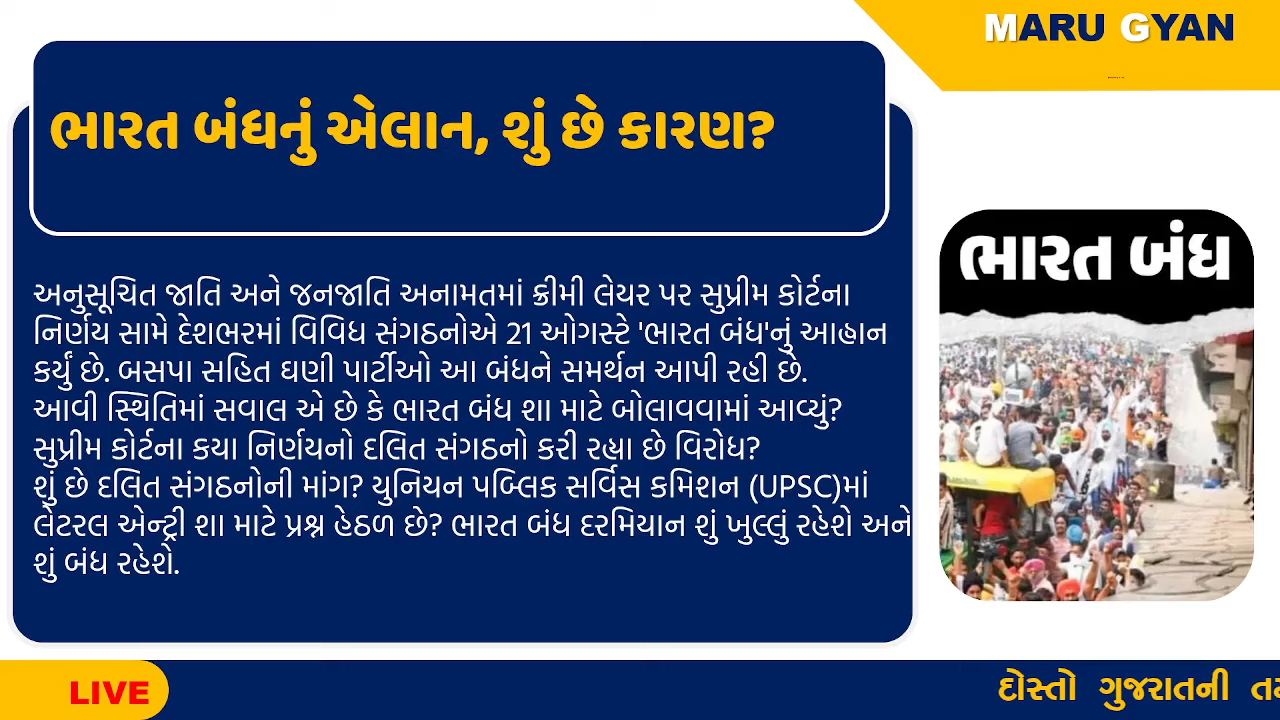 MARU GYAN
ભારત બંધનું એલાન, શું છે કારણ?
ભારત બંધ
અનુસૂચિત જાતિ અને જનજાતિ અનામતમાં ક્રીમી લેયર પર સુપ્રીમ કોર્ટના
નિર્ણય સામે દેશભરમાં વિવિધ સંગઠનોએ 21 ઓગસ્ટે 'ભારત બંધ'નું આહ્વાન
કર્યું છે. બસપા સહિત ઘણી પાર્ટીઓ આ બંધને સમર્થન આપી રહી છે.
આવી સ્થિતિમાં સવાલ એ છે કે ભારત બંધ શા માટે બોલાવવામાં આવ્યું?
સુપ્રીમ કોર્ટના કયા નિર્ણયનો દલિત સંગઠનો કરી રહ્યા છે વિરોધ?
શું છે દલિત સંગઠનોની માંગ? યુનિયન પબ્લિક સર્વિસ કમિશન (UPSC)માં
લેટરલ એન્ટ્રી શા માટે પ્રશ્ન હેઠળ છે? ભારત બંધ દરમિયાન શું ખુલ્લું રહેશે અને
શું બંધ રહેશે.
LIVE
દોસ્તો ગુજરાતની